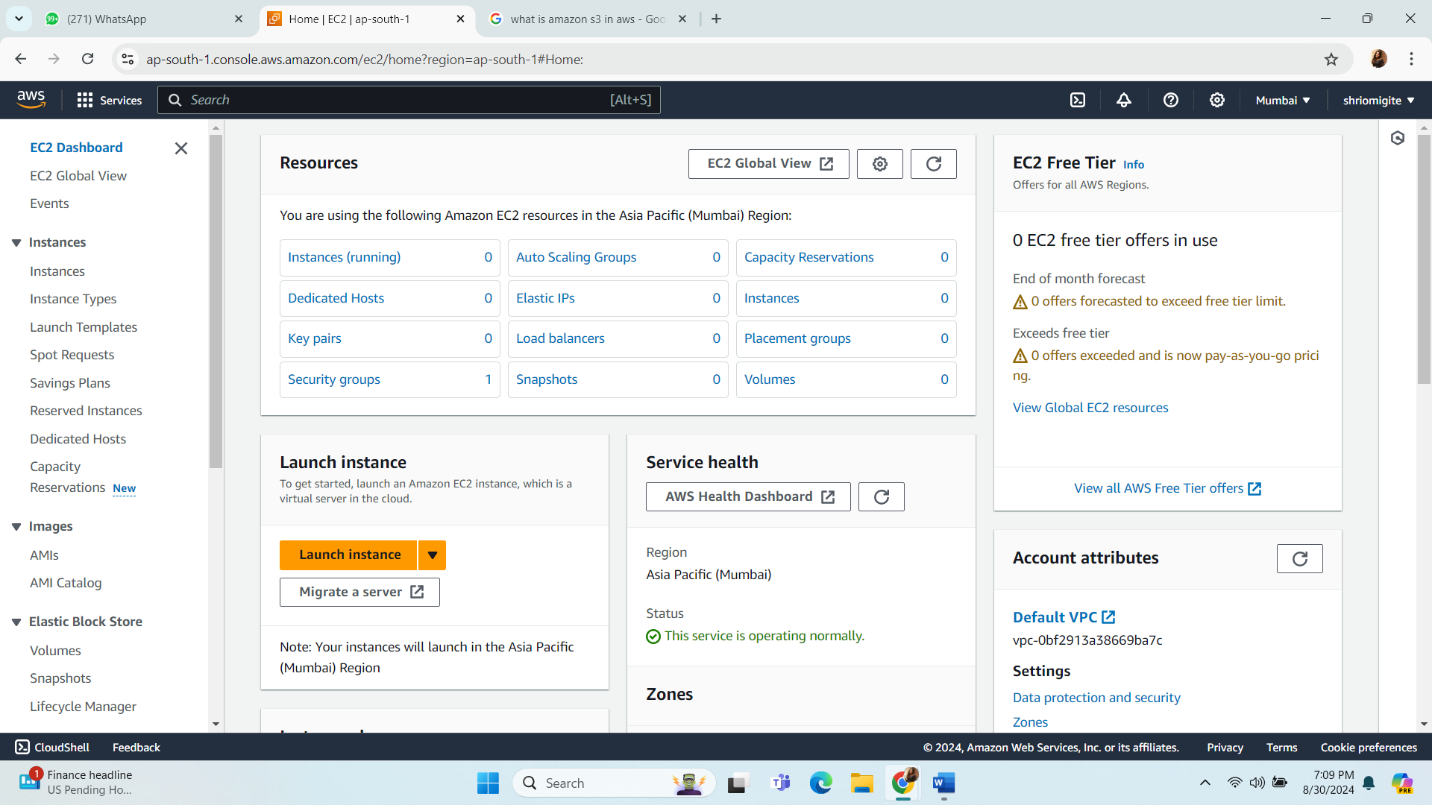 99+
(271) WhatsApp
Home | EC2 | ap-south-1
what is amazon s3 in aws - Goo
ap-south-1.console.aws.amazon.com/ec2/home?region=ap-south-1#Home:
aws
Services
Search
[Alt+S]
Mumbai
shriomigite
EC2 Dashboard
EC2 Global View
Events
Instances
Instances
Instance Types
Launch Templates
Spot Requests
Savings Plans
Reserved Instances
Dedicated Hosts
Capacity
Reservations New
Images
AMIs
AMI Catalog
Elastic Block Store
Volumes
Snapshots
Lifecycle Manager
Resources
EC2 Global View
You are using the following Amazon EC2 resources in the Asia Pacific (Mumbai) Region:
Instances (running) 0
Auto Scaling Groups 0
Capacity Reservations 0
Dedicated Hosts 0
Elastic IPs 0
Instances 0
Key pairs 0
Load balancers 0
Placement groups 0
Security groups 1
Snapshots 0
Volumes 0
Launch instance
To get started, launch an Amazon EC2 instance, which is a
virtual server in the cloud.
Launch instance
Migrate a server
Note: Your instances will launch in the Asia Pacific
(Mumbai) Region
Service health
AWS Health Dashboard
Region
Asia Pacific (Mumbai)
Status
This service is operating normally.
Zones
EC2 Free Tier Info
Offers for all AWS Regions.
0 EC2 free tier offers in use
End of month forecast
0 offers forecasted to exceed free tier limit.
Exceeds free tier
0 offers exceeded and is now pay-as-you-go prici
ng.
View Global EC2 resources
View all AWS Free Tier offers
Account attributes
Default VPC
vpc-0bf2913a38669ba7c
Settings
Data protection and security
Zones
CloudShell
Feedback
© 2024, Amazon Web Services, Inc. or its affiliates.
Privacy
Terms
Cookie preferences
1
Finance headline
US Pending Ho...
Search
7:09 PM
8/30/2024
PRE